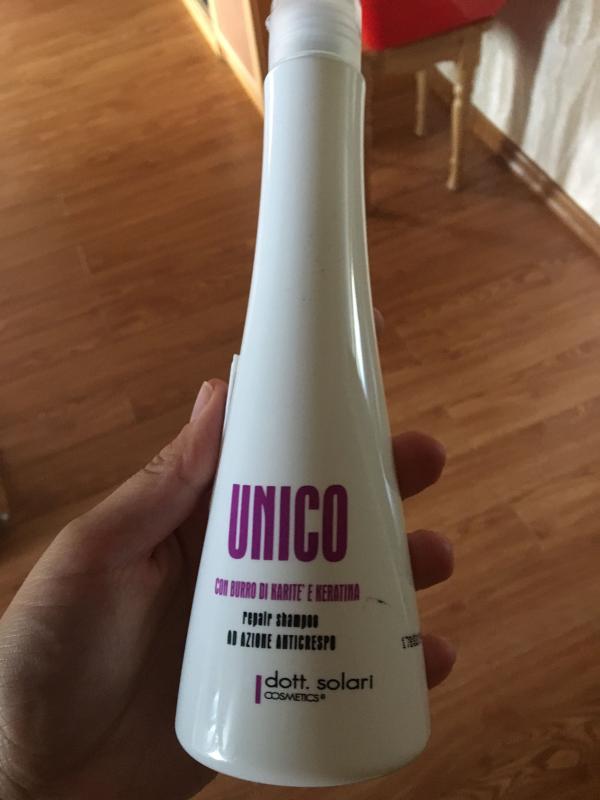 UNICO
CON BURRO DI KARITE' E KERATINA
repair shampoo
AD AZIONE ANTICRESPO
dott. solari
COSMETICS®